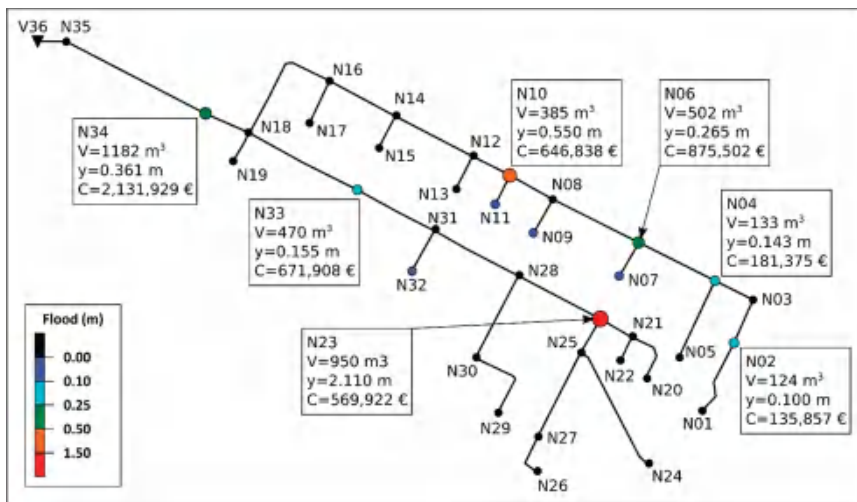 V36 N35
N16
N10
V=385 m³
y=0.550 m
C=646,838 €
N06
V=502 m³
y=0.265 m
C=875,502 €
N14
N34
V=1182 m³
y=0.361 m
C=2,131,929 €
N18
N17
N12
N15
N19
N13
N11
N08
N04
V=133 m³
y=0.143 m
C=181,375 €
N33
V=470 m³
y=0.155 m
C=671,908 €
N31
N09
N32
N28
N07
N03
Flood (m)
0.00
0.10
0.25
0.50
1.50
N23
V=950 m3
y=2.110 m
C=569,922 €
N25
N21
N22
N20
N05
N02
V=124 m³
y=0.100 m
C=135,857 €
N30
N29
N01
N27
N24
N26